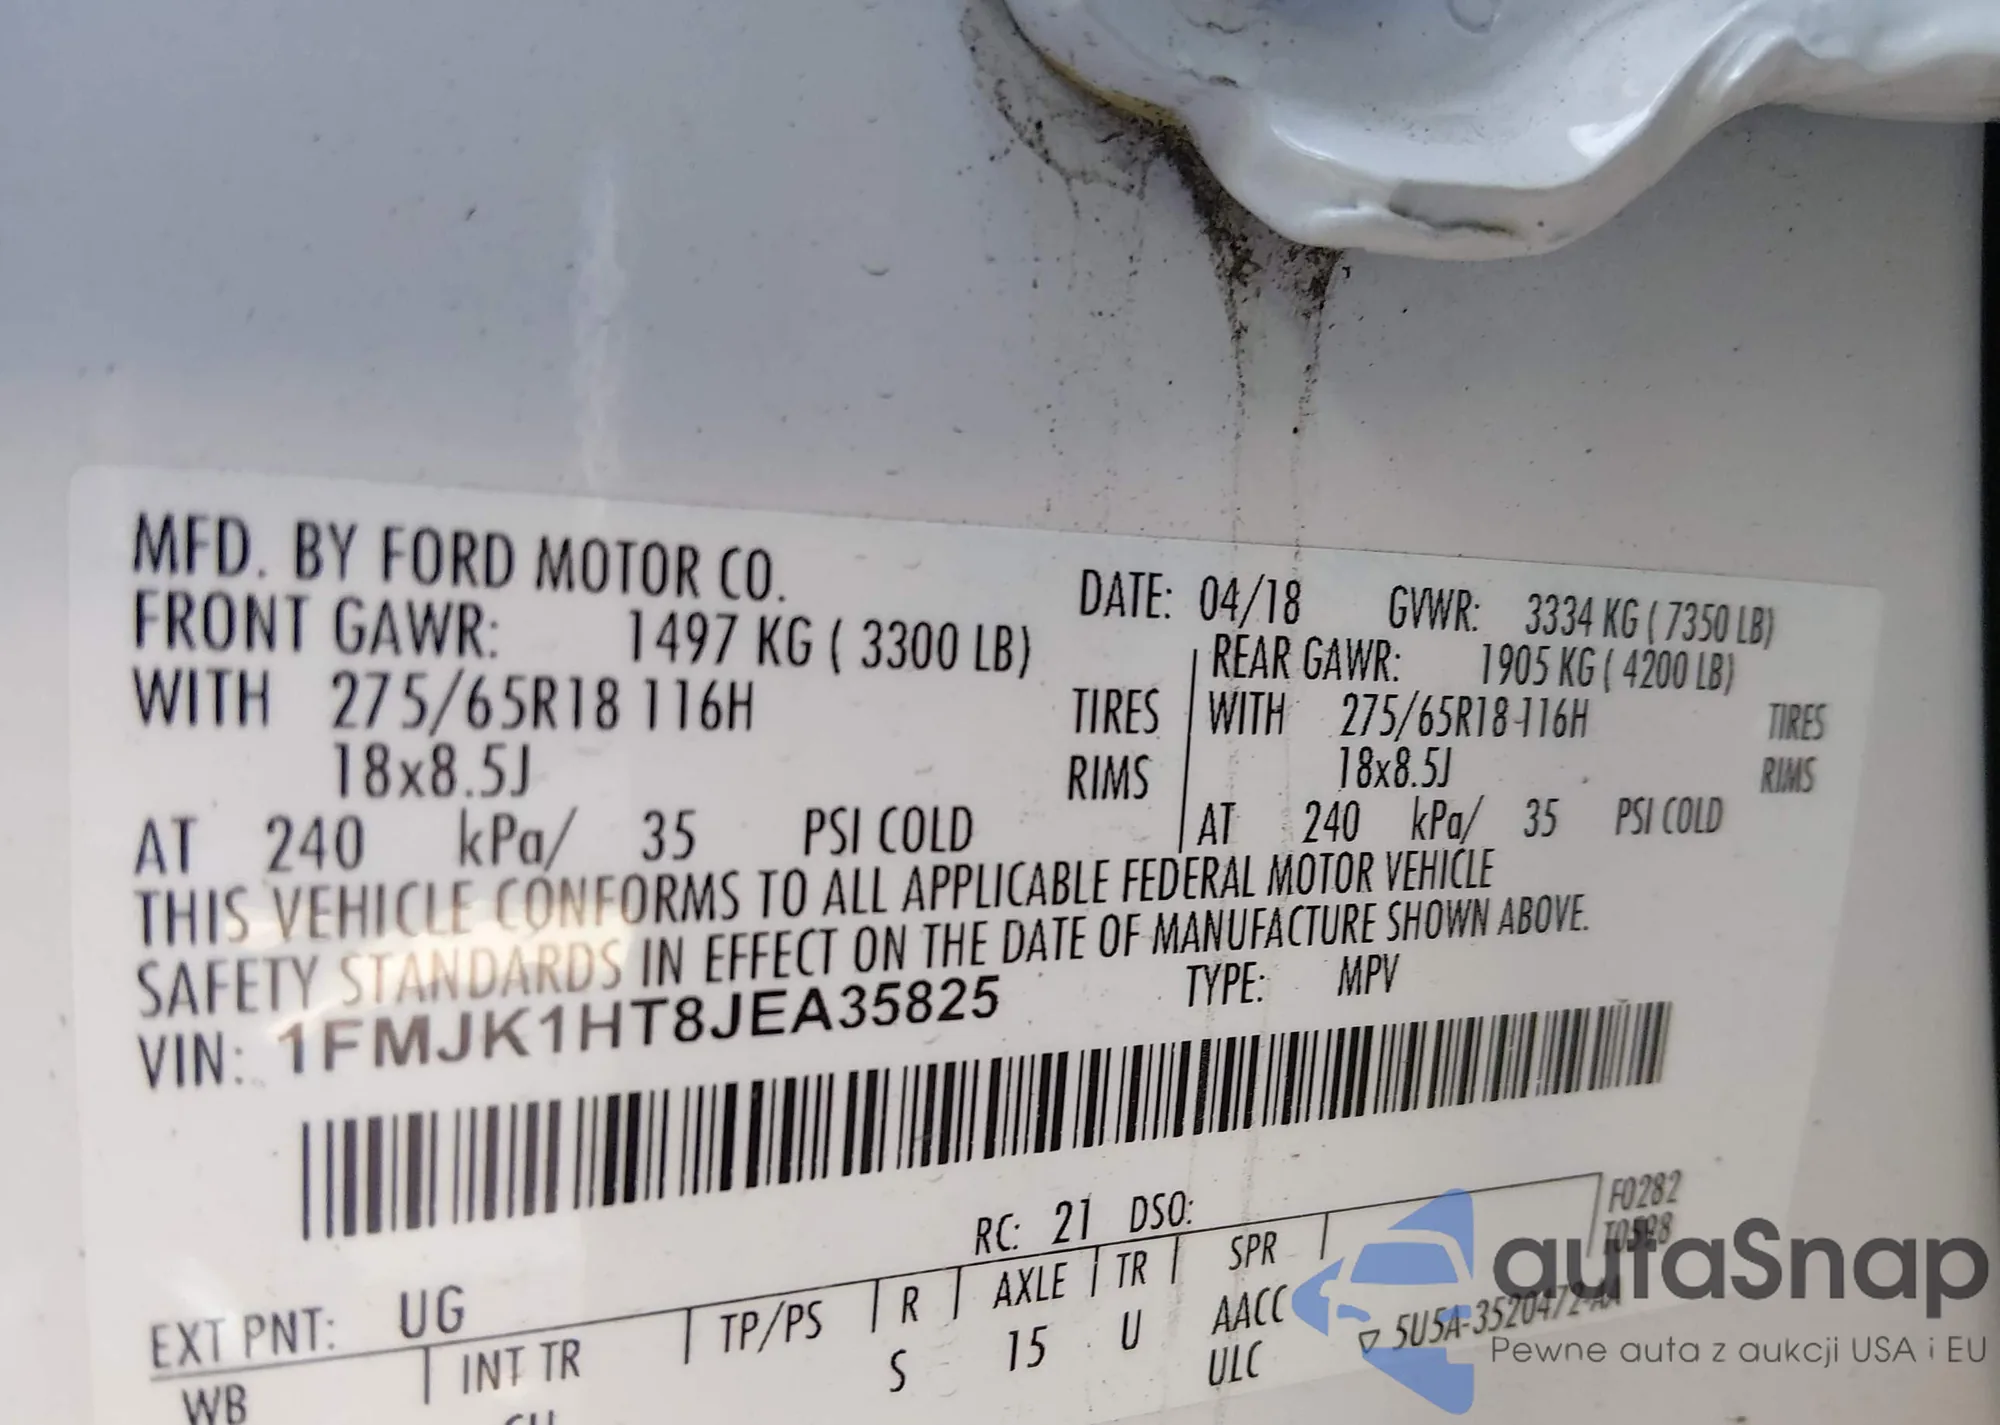 MFD. BY FORD MOTOR CO.
DATE: 04/18 GVWR: 3334 KG ( 7350 LB)
FRONT GAWR: 1497 KG ( 3300 LB)
REAR GAWR: 1905 KG ( 4200 LB)
WITH 275/65R18 116H TIRES
WITH 275/65R18 116H TIRES
18x8.5J RIMS
18x8.5J RIMS
AT 240 kPa/ 35 PSI COLD
AT 240 kPa/ 35 PSI COLD
THIS VEHICLE CONFORMS TO ALL APPLICABLE FEDERAL MOTOR VEHICLE
SAFETY STANDARDS IN EFFECT ON THE DATE OF MANUFACTURE SHOWN ABOVE.
VIN: 1FMJK1HT8JEA35825 TYPE: MPV
F0282
RC: 21 DSO:
T0598
EXT PNT: UG
WB INT TR TP/PS R AXLE TR SPR
S 15 U AACC
ULC
▽ 5U5A-3520472-AA
autaSnap
Pewne auta z aukcji USA i EU